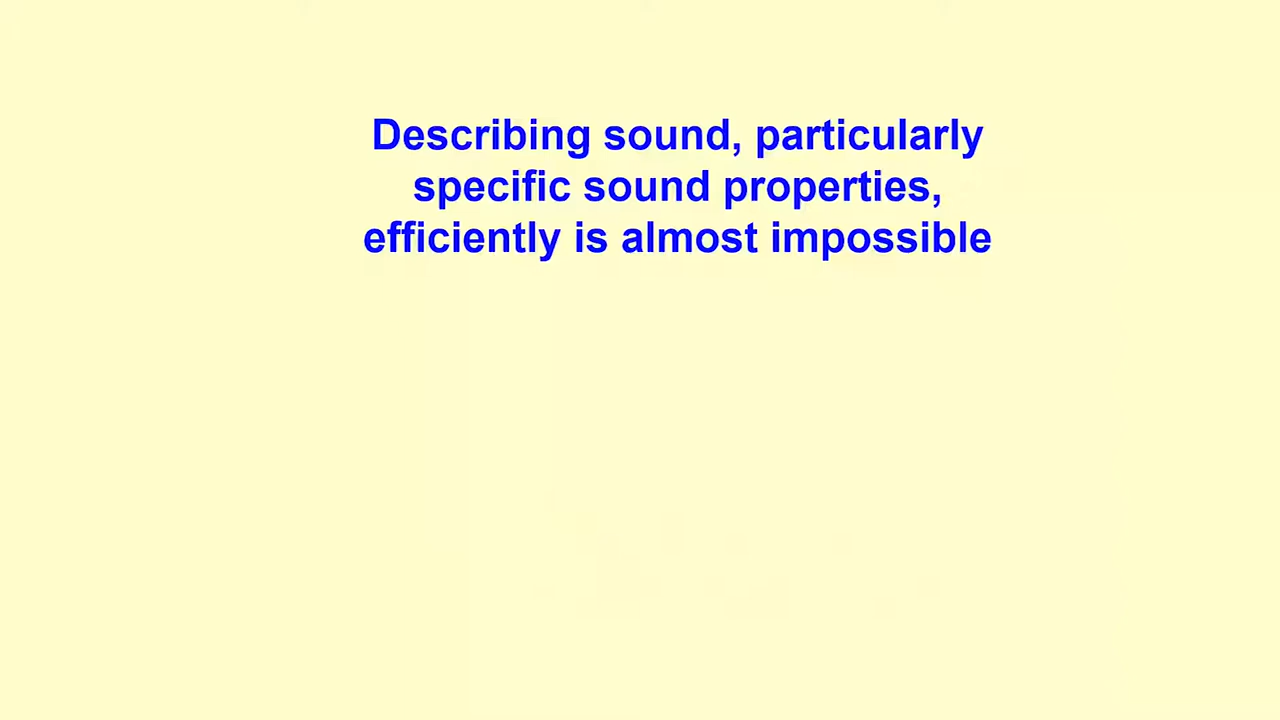 Describing sound, particularly
specific sound properties,
efficiently is almost impossible